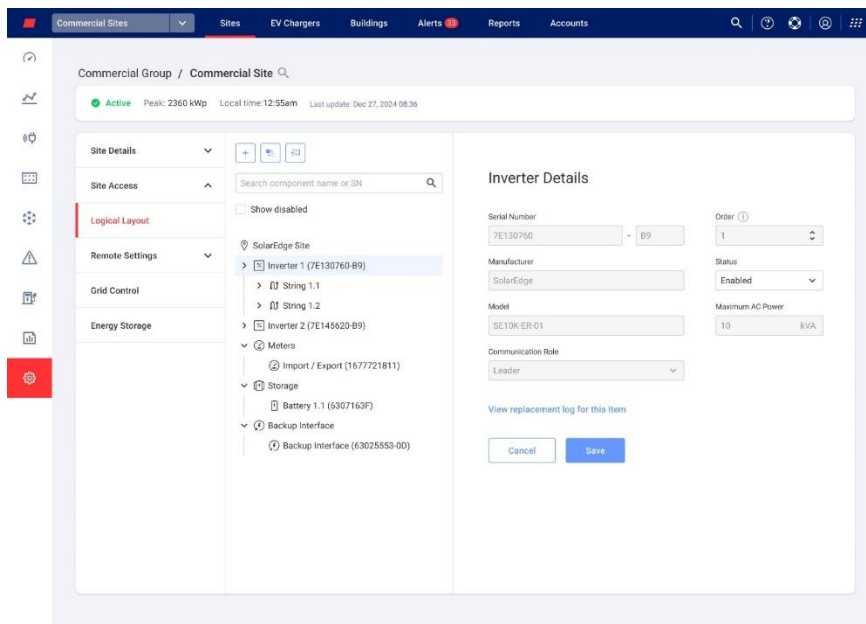 Commercial Sites
Sites
EV Chargers
Buildings
Alerts 33
Reports
Accounts
Commercial Group / Commercial Site
Active Peak: 2360 kWp Local time:12:55am Last update: Dec 27, 2024 08:36
Site Details
Site Access
Logical Layout
Remote Settings
Grid Control
Energy Storage
Search component name or SN
Show disabled
SolarEdge Site
Inverter 1 (7E130760-B9)
String 1.1
String 1.2
Inverter 2 (7E145620-B9)
Meters
Import / Export (1677721811)
Storage
Battery 1.1 (6307163F)
Backup Interface
Backup Interface (63025553-0D)
Inverter Details
Serial Number
7E130760 - B9
Order
1
Manufacturer
SolarEdge
Status
Enabled
Model
SE10K-ER-01
Maximum AC Power
10 kVA
Communication Role
Leader
View replacement log for this item
Cancel
Save